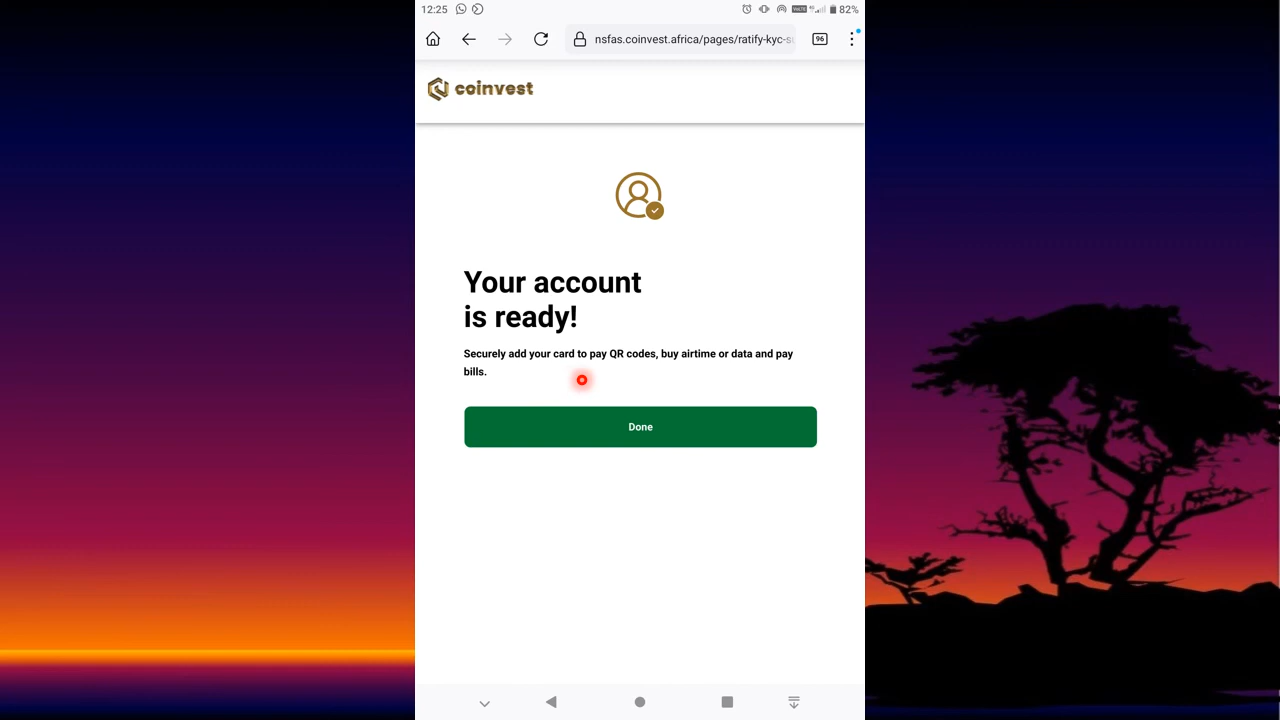 12:25
VoLTE 82%
nsfas.coinvest.africa/pages/ratify-kyc-s
96
coinvest
Your account
is ready!
Securely add your card to pay QR codes, buy airtime or data and pay
bills.
Done